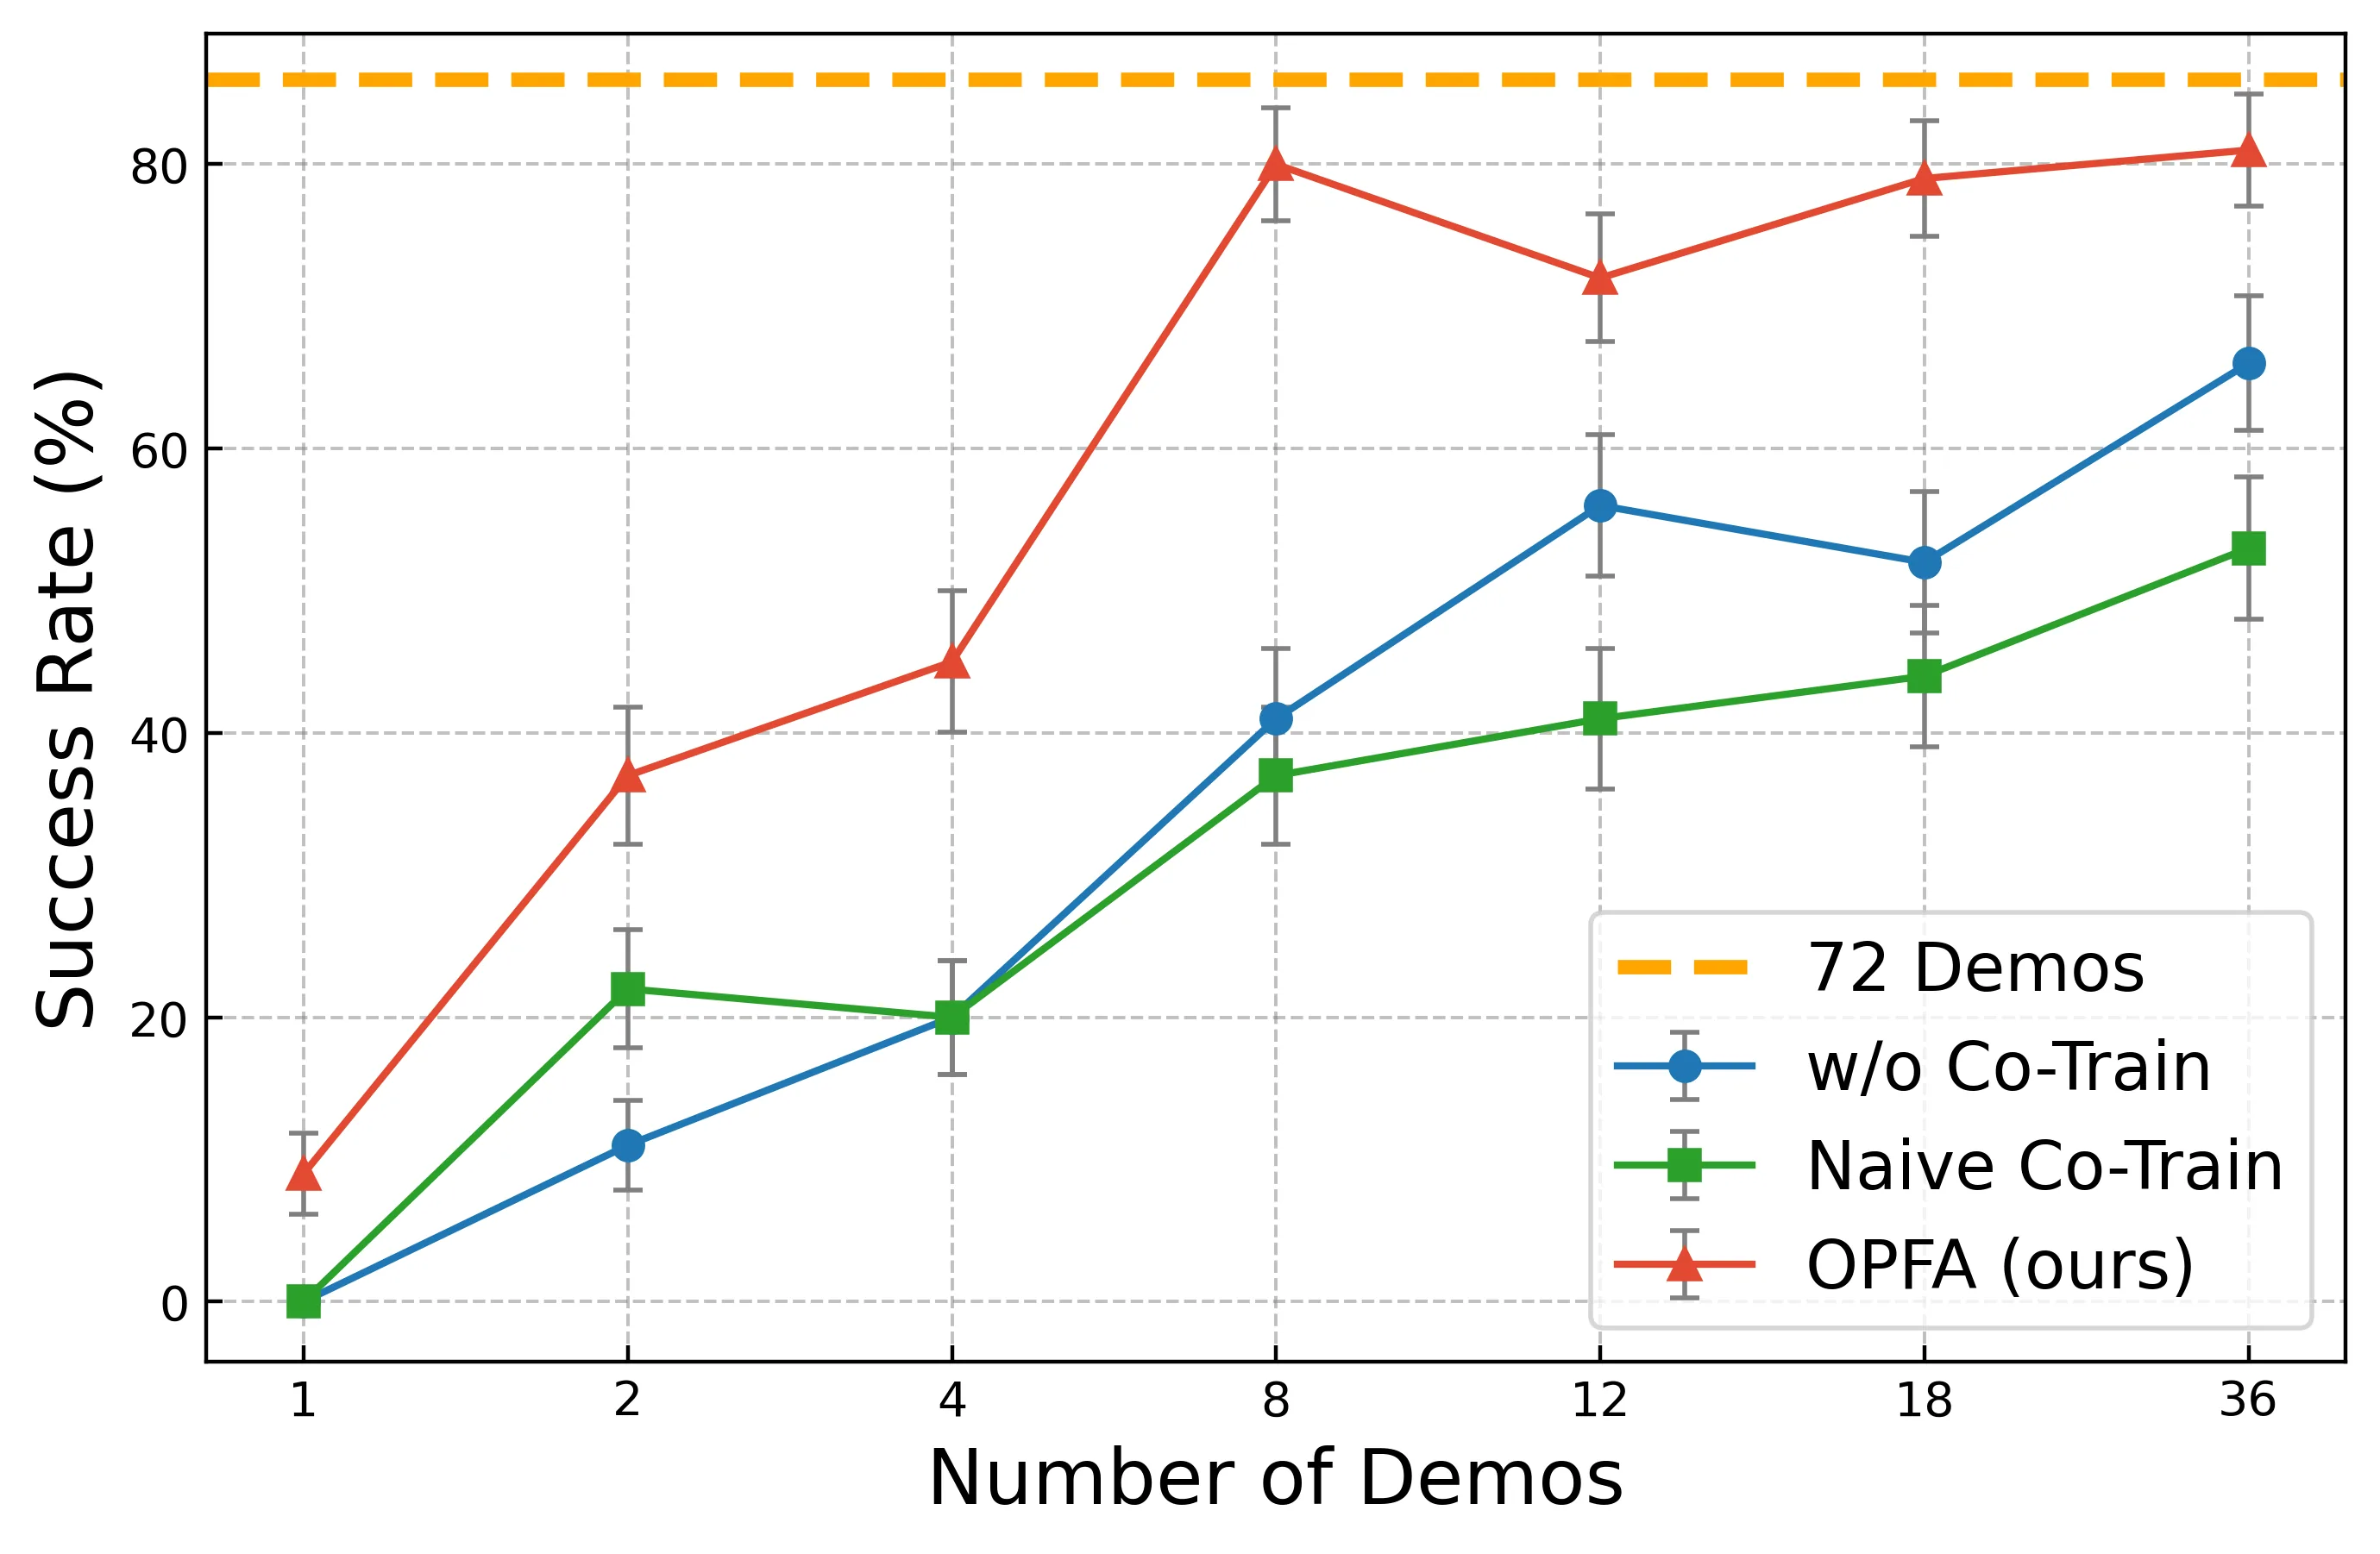 Success Rate (%)
80
60
40
20
0
72 Demos
w/o Co-Train
Naive Co-Train
OPFA (ours)
1 2 4 8 12 18 36
Number of Demos